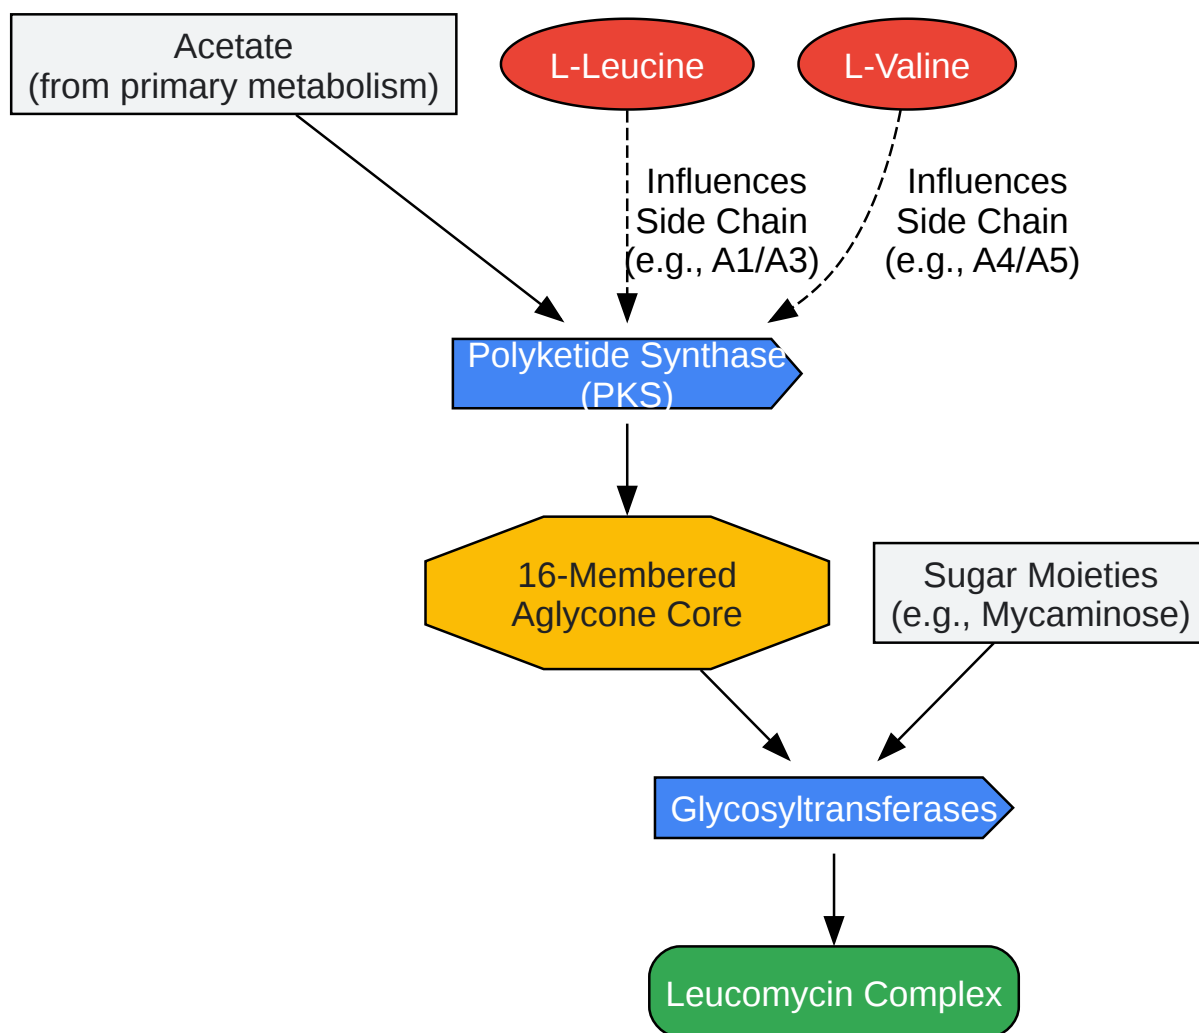 Acetate
(from primary metabolism)
L-Leucine
L-Valine
Influences
Side Chain
(e.g., A1/A3)
Influences
Side Chain
(e.g., A4/A5)
Polyketide Synthase
(PKS)
16-Membered
Aglycone Core
Sugar Moieties
(e.g., Mycaminose)
Glycosyltransferases
Leucomycin Complex